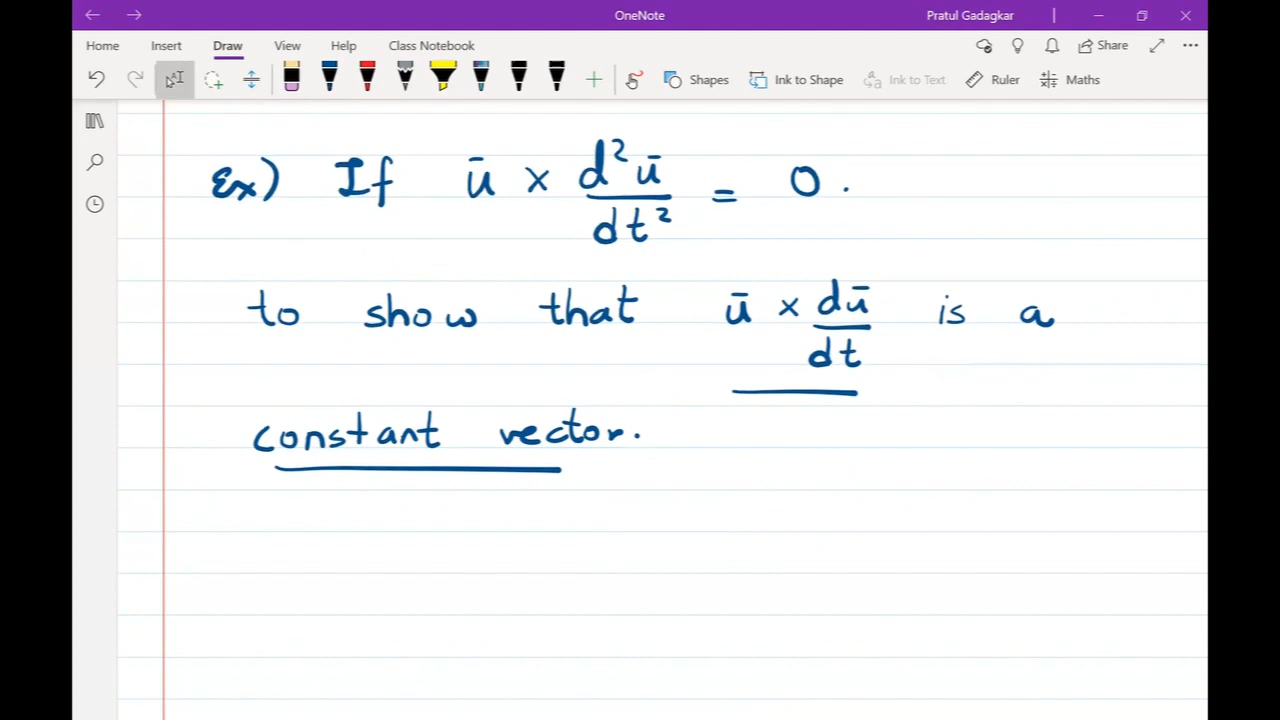 OneNote
Pratul Gadagkar
Home Insert Draw View Help Class Notebook
Share
Shapes Ink to Shape Ink to Text Ruler Maths
Ex) If ū × d²ū/dt² = 0.
to show that ū × dū/dt is a
constant vector.